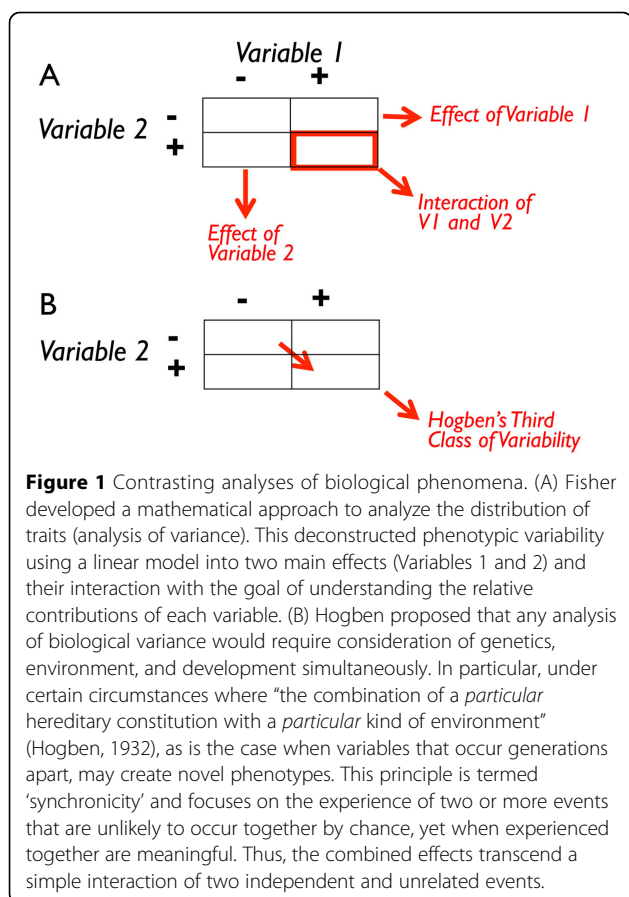 Variable 1
A
- +
Variable 2 -
+
Effect of Variable 1
Interaction of
V1 and V2
Effect of
Variable 2
B
- +
Variable 2 -
+
Hogben's Third
Class of Variability
Figure 1 Contrasting analyses of biological phenomena. (A) Fisher
developed a mathematical approach to analyze the distribution of
traits (analysis of variance). This deconstructed phenotypic variability
using a linear model into two main effects (Variables 1 and 2) and
their interaction with the goal of understanding the relative
contributions of each variable. (B) Hogben proposed that any analysis
of biological variance would require consideration of genetics,
environment, and development simultaneously. In particular, under
certain circumstances where “the combination of a particular
hereditary constitution with a particular kind of environment”
(Hogben, 1932), as is the case when variables that occur generations
apart, may create novel phenotypes. This principle is termed
‘synchronicity’ and focuses on the experience of two or more events
that are unlikely to occur together by chance, yet when experienced
together are meaningful. Thus, the combined effects transcend a
simple interaction of two independent and unrelated events.